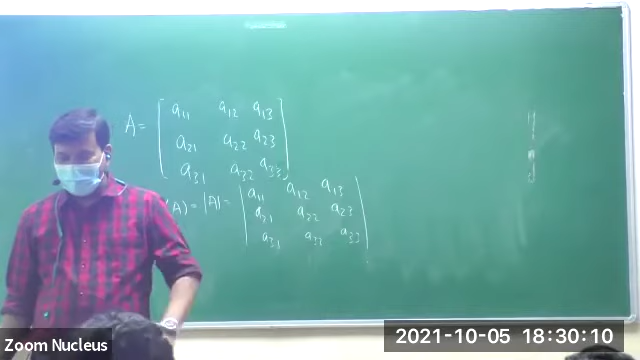 A = [ a₁₁ a₁₂ a₁₃
a₂₁ a₂₂ a₂₃
a₃₁ a₃₂ a₃₃ ]
A) = |A| = | a₁₁ a₁₂ a₁₃
a₂₁ a₂₂ a₂₃
a₃₁ a₃₂ a₃₃ |
Zoom Nucleus
2021-10-05 18:30:10